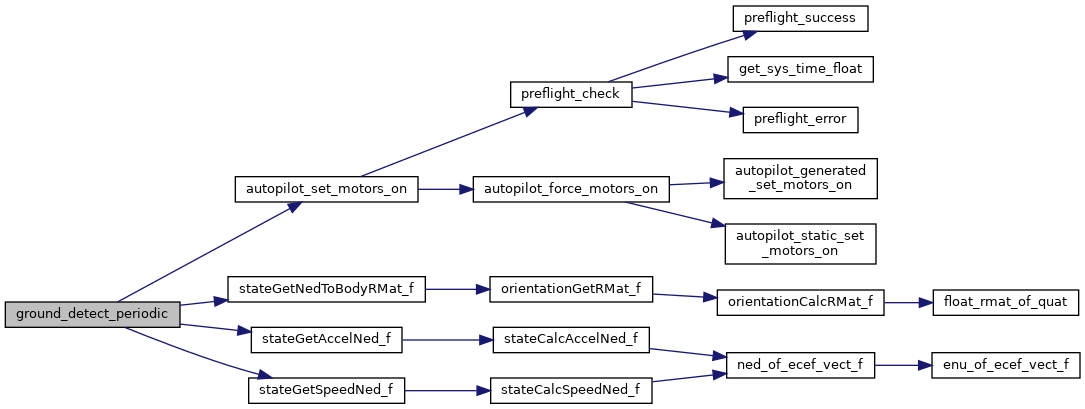 preflight_success
get_sys_time_float
preflight_check
preflight_error
autopilot_generated
_set_motors_on
autopilot_set_motors_on
autopilot_force_motors_on
autopilot_static_set
_motors_on
stateGetNedToBodyRMat_f
orientationGetRMat_f
orientationCalcRMat_f
float_rmat_of_quat
ground_detect_periodic
stateGetAccelNed_f
stateCalcAccelNed_f
ned_of_ecef_vect_f
enu_of_ecef_vect_f
stateGetSpeedNed_f
stateCalcSpeedNed_f